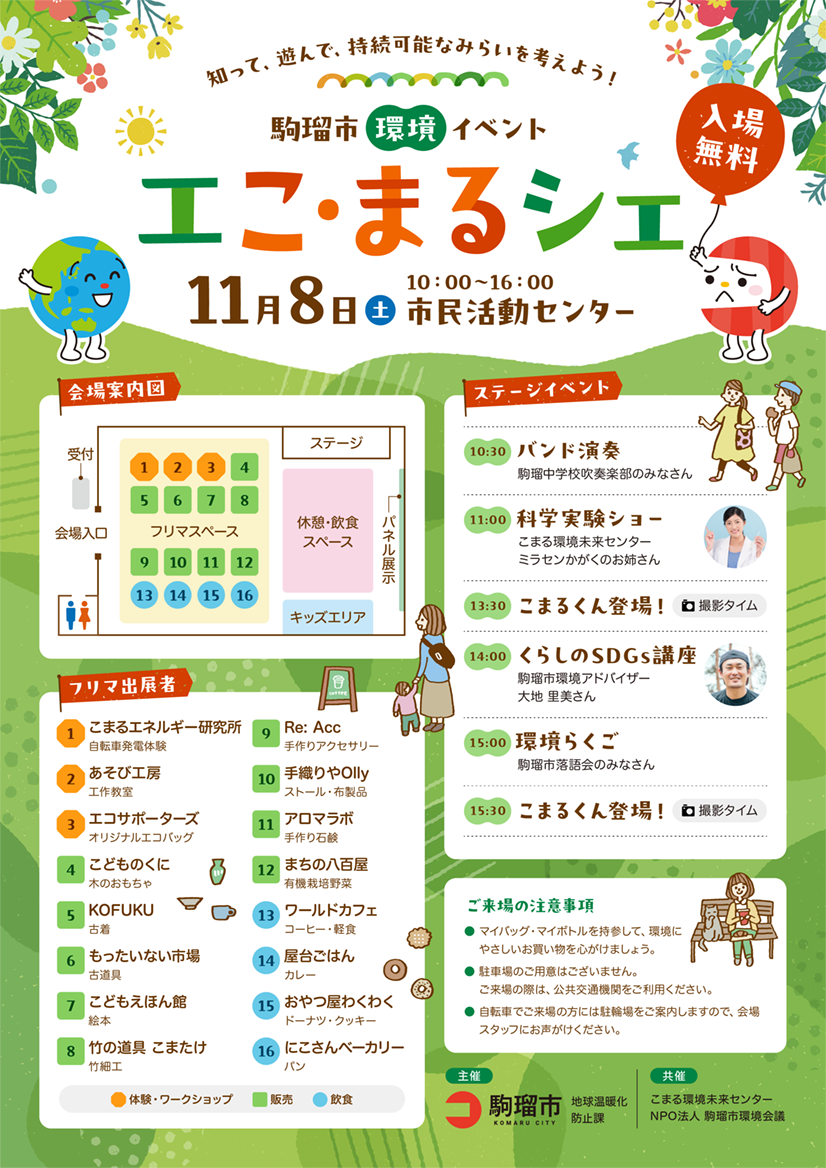 知って、遊んで、持続可能なみらいを考えよう!
駒瑠市 環境 イベント
入場
無料
エこ・まるシェ
11月8日 土
10:00~16:00
市民活動センター
会場案内図
受付
会場入口
ステージ
1 2 3 4
5 6 7 8
フリマスペース
9 10 11 12
13 14 15 16
休憩・飲食
スペース
パネル展示
キッズエリア
フリマ出展者
1 こまるエネルギー研究所
自転車発電体験
2 あそび工房
工作教室
3 エコサポーターズ
オリジナルエコバッグ
4 こどものくに
木のおもちゃ
5 KOFUKU
古着
6 もったいない市場
古道具
7 こどもえほん館
絵本
8 竹の道具 こまたけ
竹細工
COFFEE
9 Re: Acc
手作りアクセサリー
10 手織りやOlly
ストール・布製品
11 アロマラボ
手作り石鹸
12 まちの八百屋
有機栽培野菜
13 ワールドカフェ
コーヒー・軽食
14 屋台ごはん
カレー
15 おやつ屋わくわく
ドーナツ・クッキー
16 にこさんベーカリー
パン
体験・ワークショップ 販売 飲食
ステージイベント
10:30 バンド演奏
駒瑠中学校吹奏楽部のみなさん
11:00 科学実験ショー
こまる環境未来センター
ミラセンかがくのお姉さん
13:30 こまるくん登場! 撮影タイム
14:00 くらしのSDGs講座
駒瑠市環境アドバイザー
大地 里美さん
15:00 環境らくご
駒瑠市落語会のみなさん
15:30 こまるくん登場! 撮影タイム
ご来場の注意事項
● マイバッグ・マイボトルを持参して、環境に
やさしいお買い物を心がけましょう。
● 駐車場のご用意はございません。
ご来場の際は、公共交通機関をご利用ください。
● 自転車でご来場の方には駐輪場をご案内しますので、会場
スタッフにお声がけください。
主催
駒瑠市
KOMARU CITY
地球温暖化
防止課
共催
こまる環境未来センター
NPO法人 駒瑠市環境会議